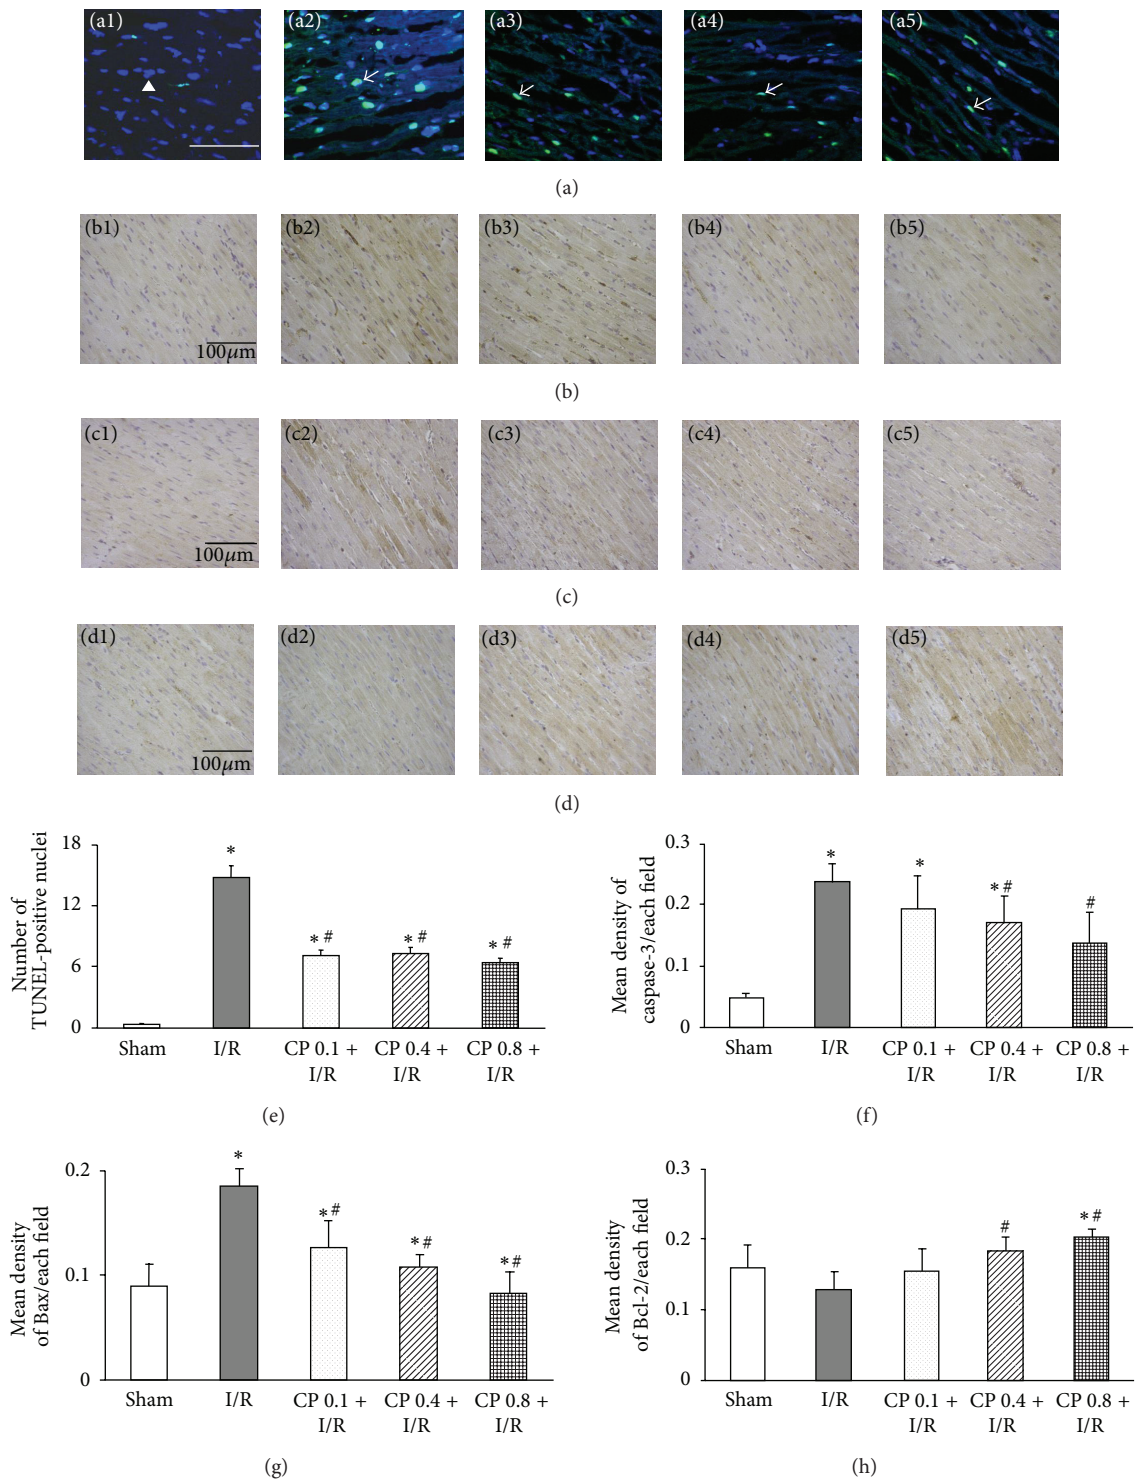 (a1) (a2) (a3) (a4) (a5)
(a)
(b1) (b2) (b3) (b4) (b5)
100μm
(b)
(c1) (c2) (c3) (c4) (c5)
100μm
(c)
(d1) (d2) (d3) (d4) (d5)
100μm
(d)
Number of
TUNEL-positive nuclei
18
12
6
0
*
* #
* #
* #
Sham I/R CP 0.1 + CP 0.4 + CP 0.8 +
I/R I/R I/R
(e)
Mean density of
caspase-3/each field
0.3
0.2
0.1
0
*
*
* #
#
Sham I/R CP 0.1 + CP 0.4 + CP 0.8 +
I/R I/R I/R
(f)
Mean density
of Bax/each field
0.2
0.1
0
*
* #
* #
* #
Sham I/R CP 0.1 + CP 0.4 + CP 0.8 +
I/R I/R I/R
(g)
Mean density
of Bcl-2/each field
0.3
0.2
0.1
0
#
* #
Sham I/R CP 0.1 + CP 0.4 + CP 0.8 +
I/R I/R I/R
(h)